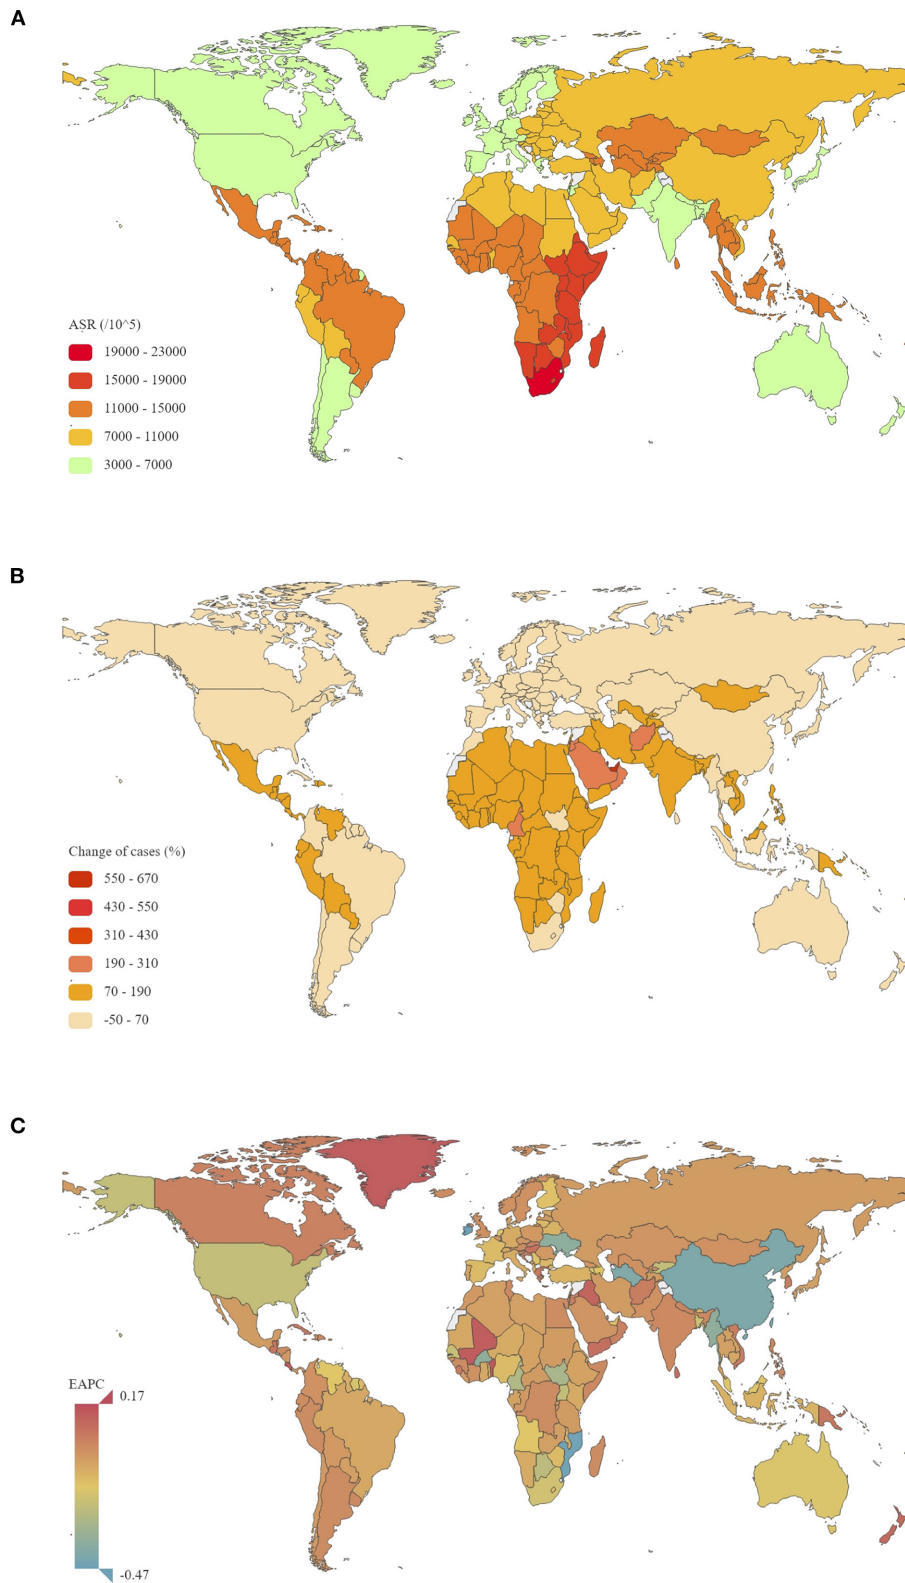 A
ASR (/10^5)
19000 - 23000
15000 - 19000
11000 - 15000
7000 - 11000
3000 - 7000
B
Change of cases (%)
550 - 670
430 - 550
310 - 430
190 - 310
70 - 190
-50 - 70
C
EAPC
0.17
-0.47